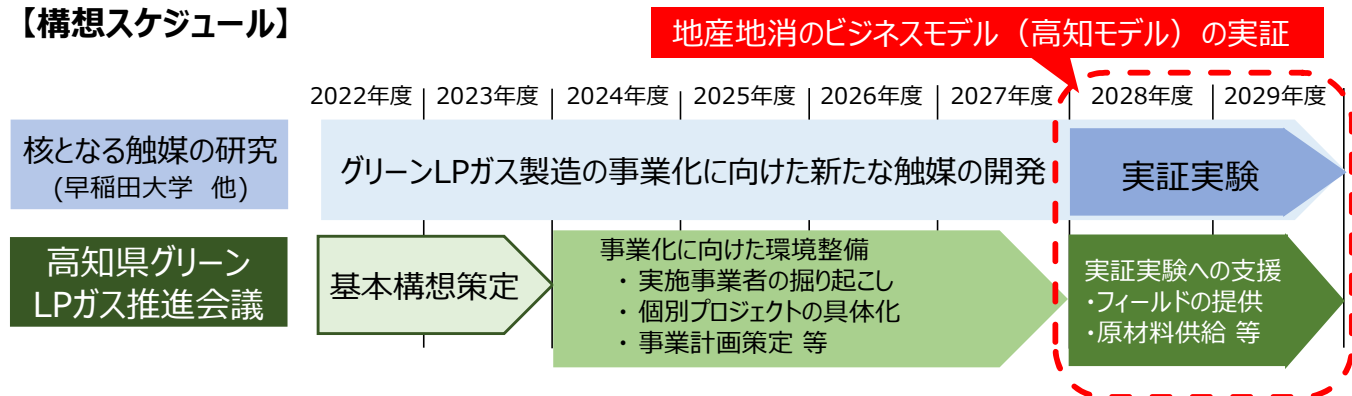 【構想スケジュール】
地産地消のビジネスモデル（高知モデル）の実証
2022年度 2023年度 2024年度 2025年度 2026年度 2027年度 2028年度 2029年度
核となる触媒の研究
(早稲田大学 他)
グリーンLPガス製造の事業化に向けた新たな触媒の開発
実証実験
高知県グリーン
LPガス推進会議
基本構想策定
事業化に向けた環境整備
・ 実施事業者の掘り起こし
・ 個別プロジェクトの具体化
・ 事業計画策定 等
実証実験への支援
・フィールドの提供
・原材料供給 等